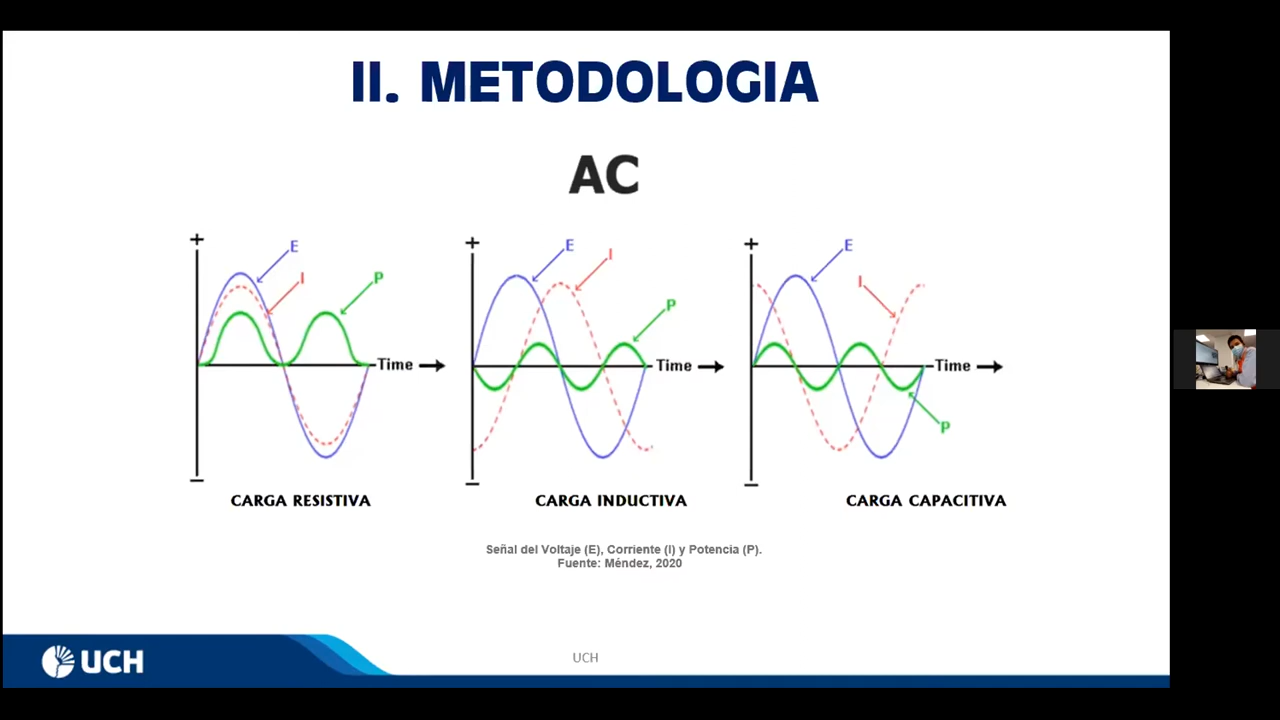 II. METODOLOGIA
AC
+
E
I
P
Time
−
CARGA RESISTIVA
+
E
I
P
Time
−
CARGA INDUCTIVA
+
E
I
Time
P
−
CARGA CAPACITIVA
Señal del Voltaje (E), Corriente (I) y Potencia (P).
Fuente: Méndez, 2020
UCH
UCH